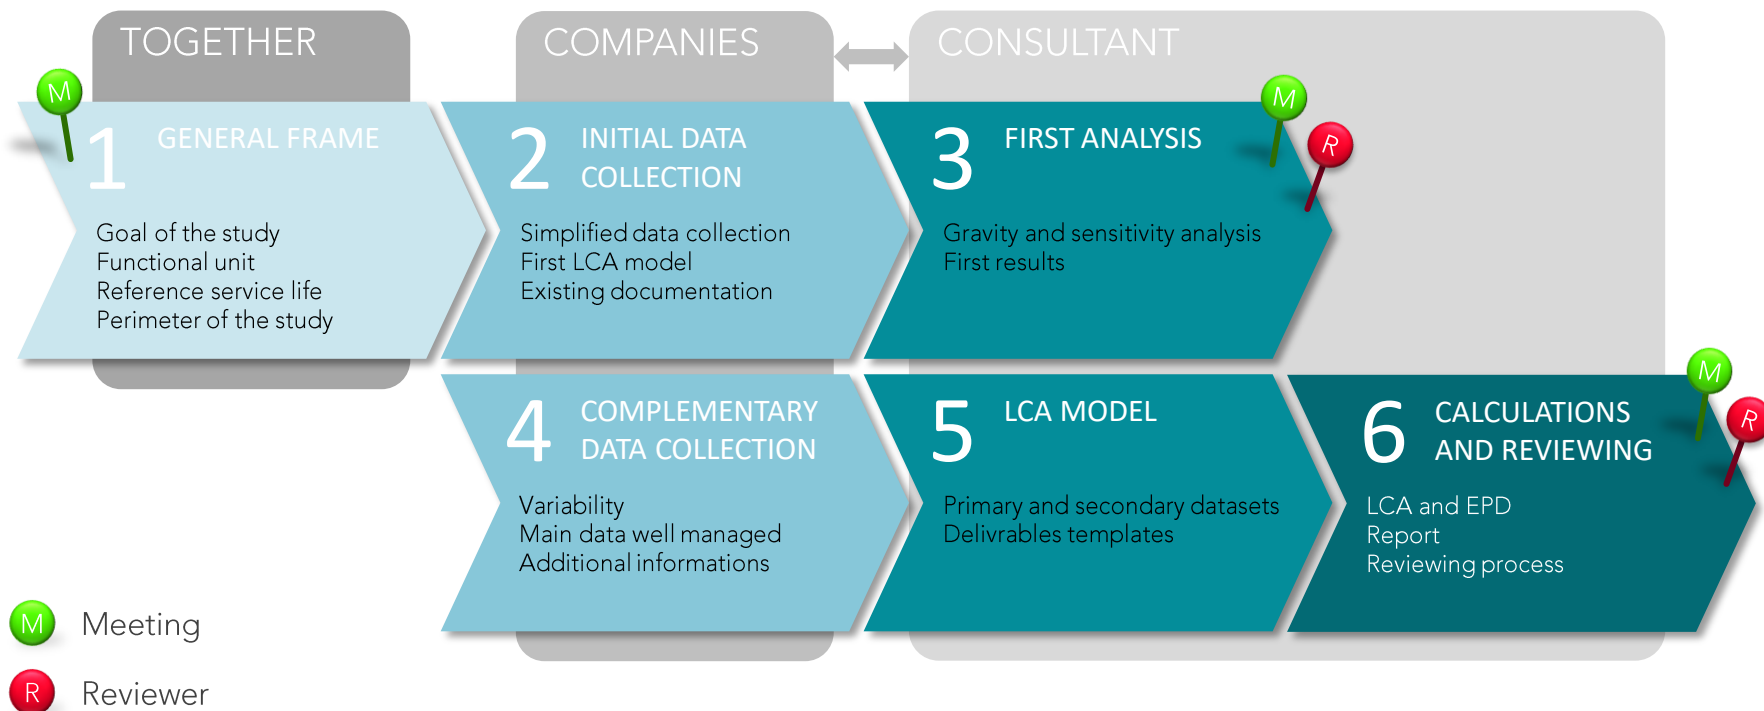 TOGETHER
COMPANIES
CONSULTANT
M
M
R
1
GENERAL FRAME
Goal of the study
Functional unit
Reference service life
Perimeter of the study
2
INITIAL DATA
COLLECTION
Simplified data collection
First LCA model
Existing documentation
3
FIRST ANALYSIS
Gravity and sensitivity analysis
First results
4
COMPLEMENTARY
DATA COLLECTION
Variability
Main data well managed
Additional informations
5
LCA MODEL
Primary and secondary datasets
Delivrables templates
M
R
6
CALCULATIONS
AND REVIEWING
LCA and EPD
Report
Reviewing process
M Meeting
R Reviewer